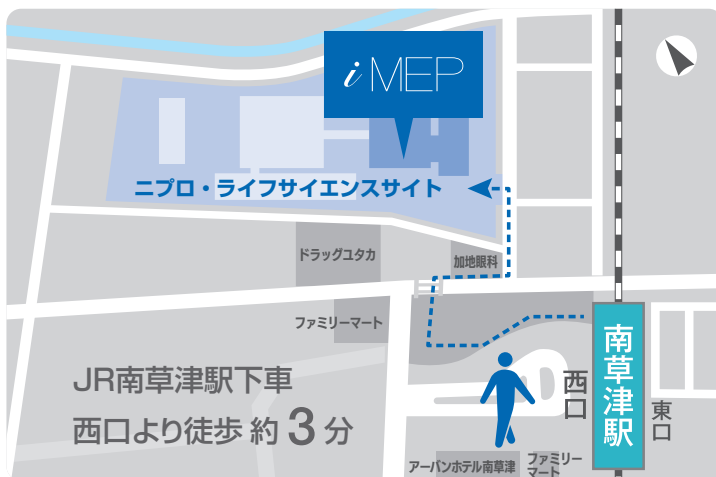 i MEP
ニプロ・ライフサイエンスサイト
ドラッグユタカ
加地眼科
ファミリーマート
JR南草津駅下車
西口より徒歩 約 3 分
西口
南草津駅
東口
アーバンホテル南草津
ファミリー
マート